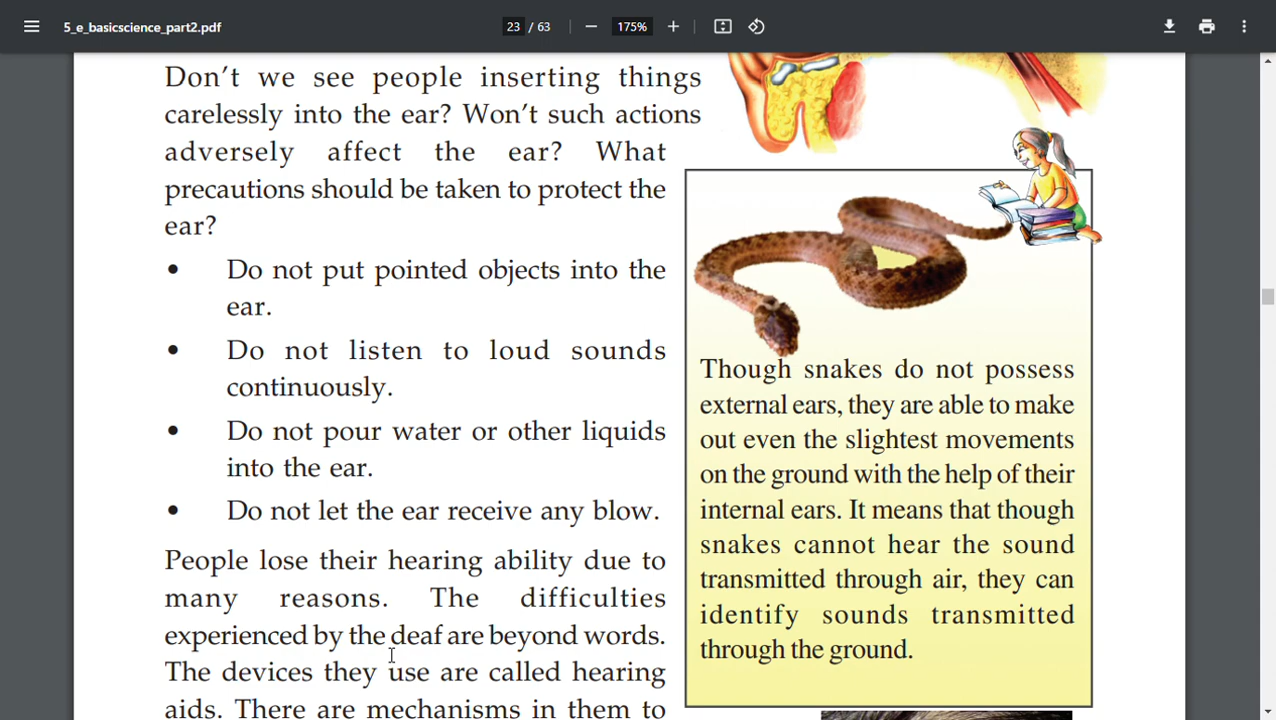 5_e_basicscience_part2.pdf
23 / 63
175%
Don’t we see people inserting things
carelessly into the ear? Won’t such actions
adversely affect the ear? What
precautions should be taken to protect the
ear?
• Do not put pointed objects into the
ear.
• Do not listen to loud sounds
continuously.
• Do not pour water or other liquids
into the ear.
• Do not let the ear receive any blow.
People lose their hearing ability due to
many reasons. The difficulties
experienced by the deaf are beyond words.
The devices they use are called hearing
aids. There are mechanisms in them to
Though snakes do not possess
external ears, they are able to make
out even the slightest movements
on the ground with the help of their
internal ears. It means that though
snakes cannot hear the sound
transmitted through air, they can
identify sounds transmitted
through the ground.